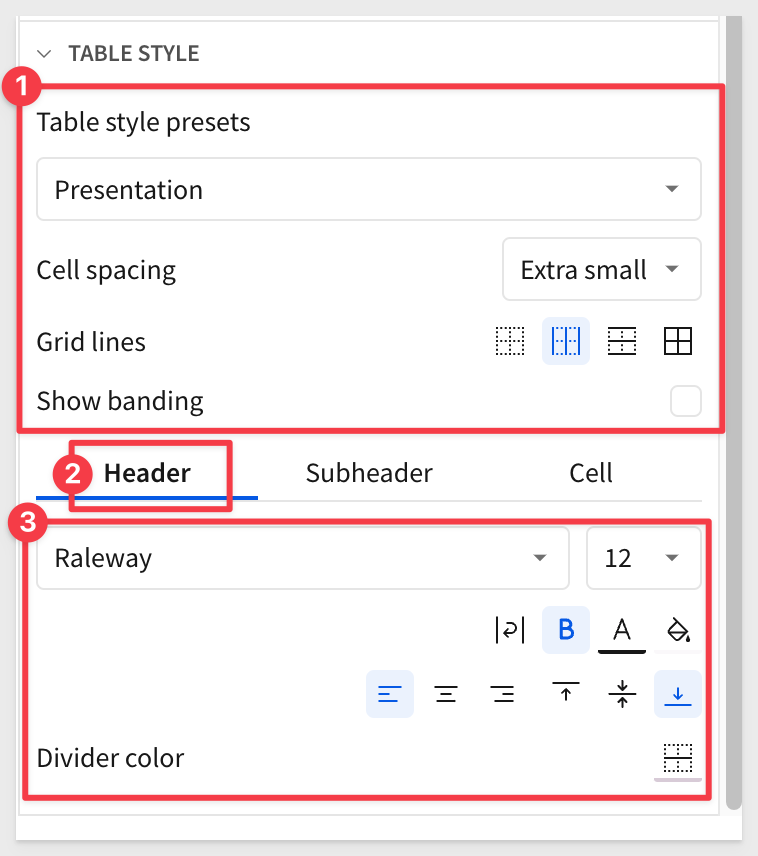 TABLE STYLE
1
Table style presets
Presentation
Cell spacing
Extra small
Grid lines
Show banding
2
Header
Subheader
Cell
3
Raleway
12
B
A
Divider color